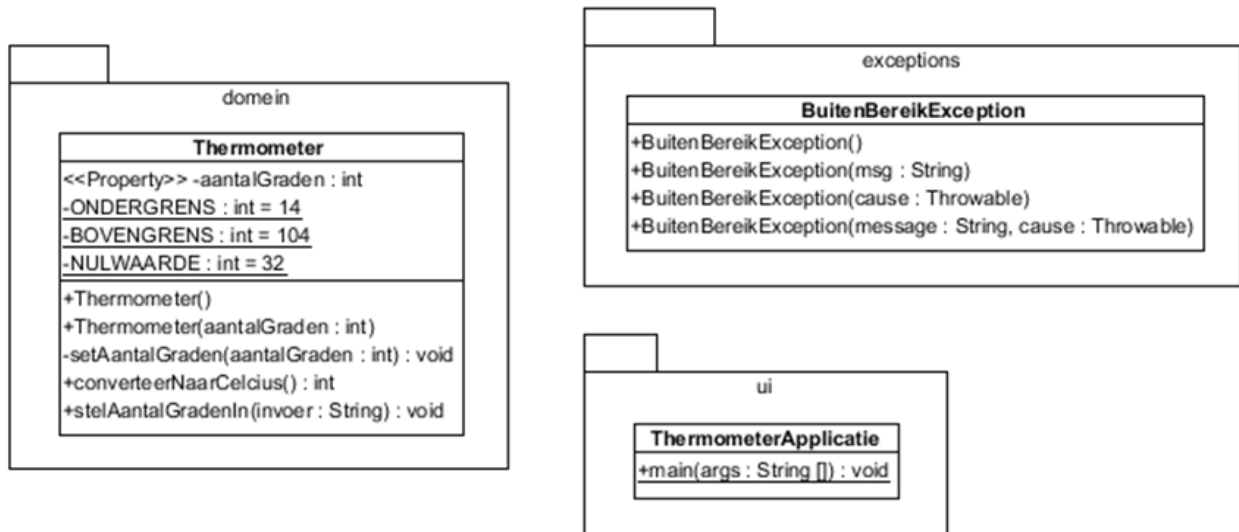 domein
Thermometer
<<Property>> -aantalGraden : int
-ONDERGRENS : int = 14
-BOVENGRENS : int = 104
-NULWAARDE : int = 32
+Thermometer()
+Thermometer(aantalGraden : int)
-setAantalGraden(aantalGraden : int) : void
+converteerNaarCelcius() : int
+stelAantalGradenIn(invoer : String) : void
exceptions
BuitenBereikException
+BuitenBereikException()
+BuitenBereikException(msg : String)
+BuitenBereikException(cause : Throwable)
+BuitenBereikException(message : String, cause : Throwable)
ui
ThermometerApplicatie
+main(args : String []) : void